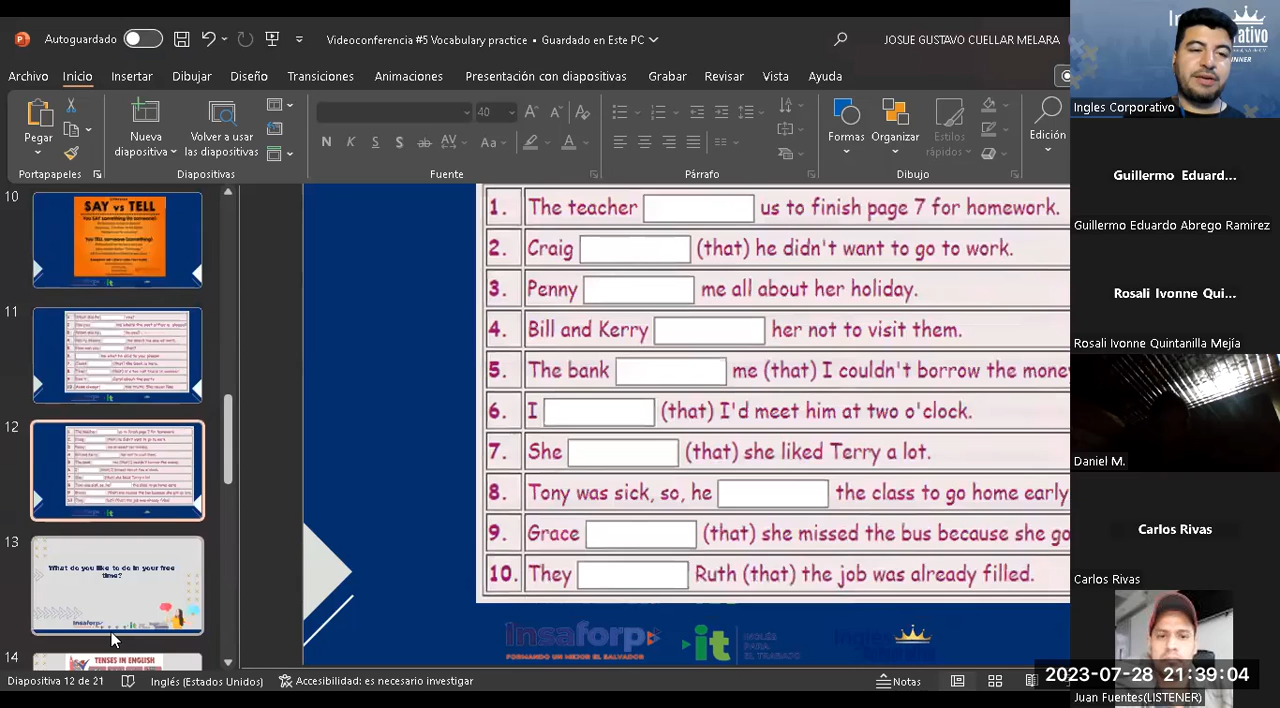 Autoguardado
Videoconferencia #5 Vocabulary practice • Guardado en Este PC
JOSUE GUSTAVO CUELLAR MELARA
Archivo Inicio Insertar Dibujar Diseño Transiciones Animaciones Presentación con diapositivas Grabar Revisar Vista Ayuda
Pegar
Nueva diapositiva
Volver a usar las diapositivas
40
N K S S ab AV Aa A
Formas Organizar Estilos rápidos Edición
Portapapeles Diapositivas Fuente Párrafo Dibujo
10
SAY vs TELL
11
12
13
What do you like to do in your free time?
Insaforp
14
TENSES IN ENGLISH
1. The teacher us to finish page 7 for homework.
2. Craig (that) he didn't want to go to work.
3. Penny me all about her holiday.
4. Bill and Kerry her not to visit them.
5. The bank me (that) I couldn't borrow the money
6. I (that) I'd meet him at two o'clock.
7. She (that) she liked Terry a lot.
8. Tony was sick, so, he the class to go home early
9. Grace (that) she missed the bus because she go
10. They Ruth (that) the job was already filled.
Insaforp
FORMANDO UN MEJOR EL SALVADOR
it
INGLÉS
PARA
EL TRABAJO
Diapositiva 12 de 21
Inglés (Estados Unidos)
Accesibilidad: es necesario investigar
Notas
Ingles Corporativo
Guillermo Eduard...
Guillermo Eduardo Abrego Ramirez
Rosali Ivonne Qui...
Rosali Ivonne Quintanilla Mejía
Daniel M.
Carlos Rivas
Carlos Rivas
2023-07-28 21:39:04
Juan Fuentes(LISTENER)